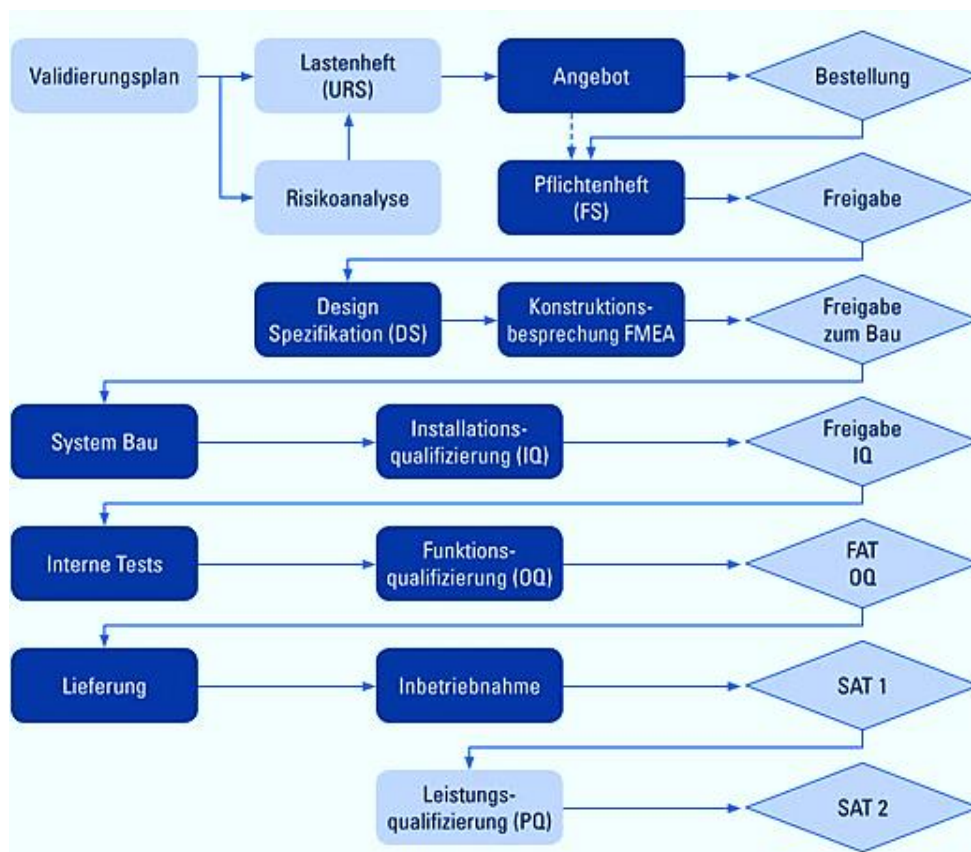 Validierungsplan
Lastenheft
(URS)
Angebot
Bestellung
Risikoanalyse
Pflichtenheft
(FS)
Freigabe
Design
Spezifikation (DS)
Konstruktions-
besprechung FMEA
Freigabe
zum Bau
System Bau
Installations-
qualifizierung (IQ)
Freigabe
IQ
Interne Tests
Funktions-
qualifizierung (OQ)
FAT
OQ
Lieferung
Inbetriebnahme
SAT 1
Leistungs-
qualifizierung (PQ)
SAT 2